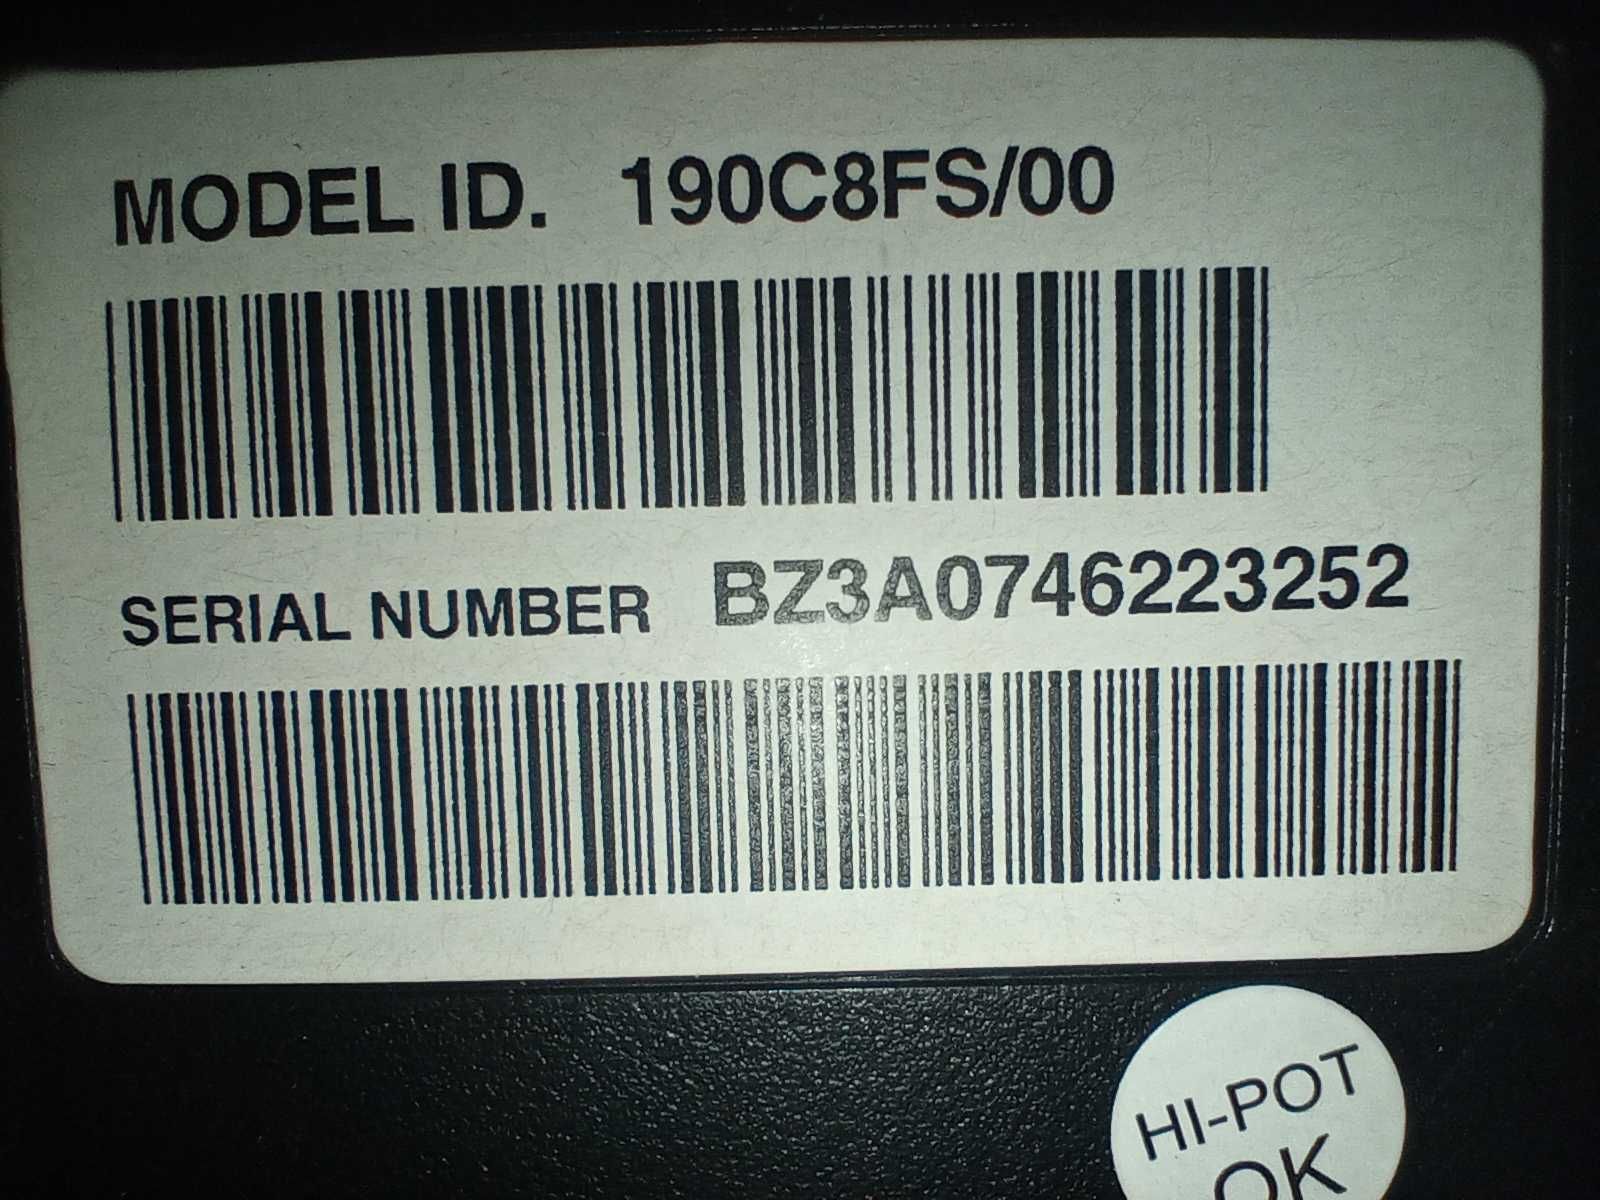 MODEL ID. 190C8FS/00
SERIAL NUMBER BZ3A0746223252
HI-POT
OK